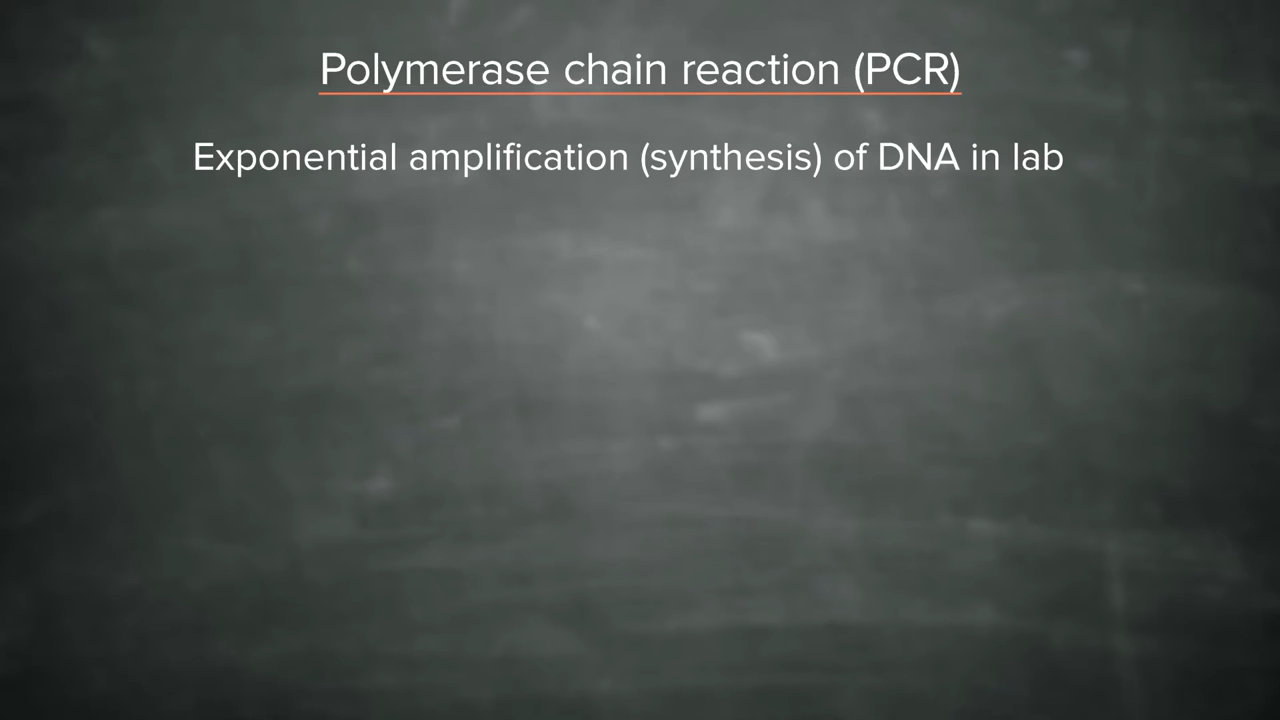 Polymerase chain reaction (PCR)
Exponential amplification (synthesis) of DNA in lab